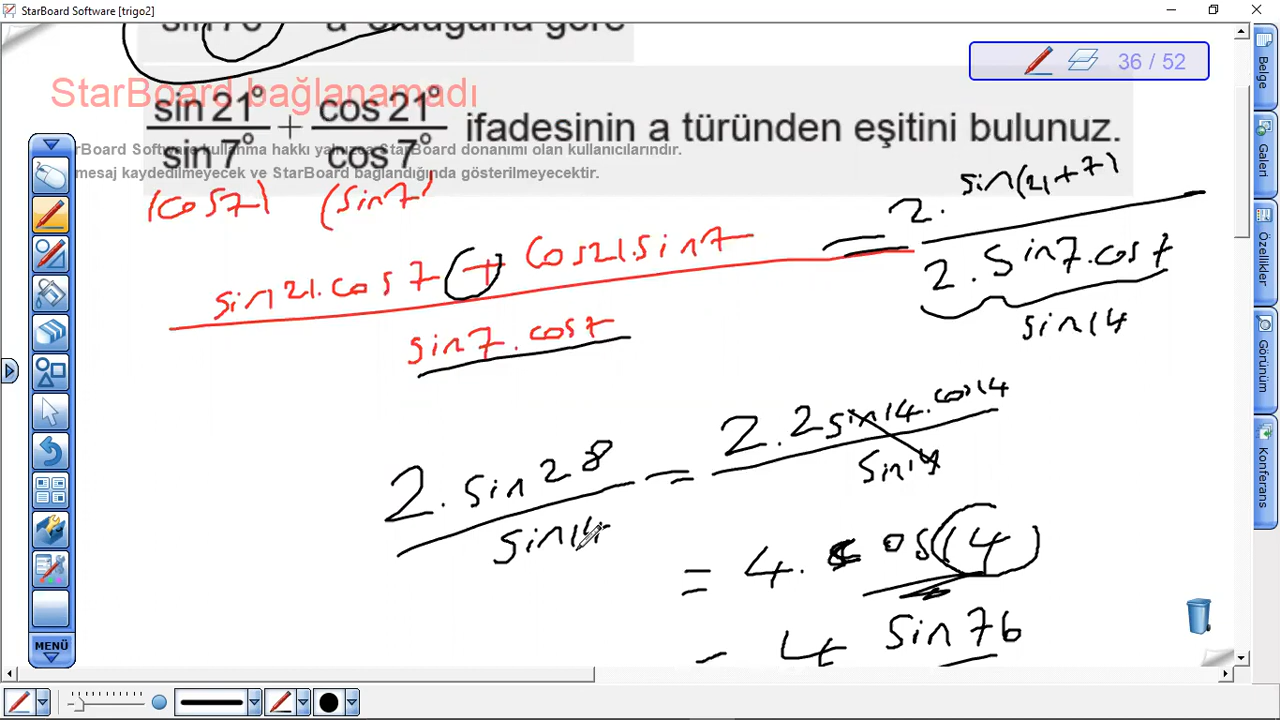 StarBoard Software [trigo2]
a olduğuna göre
36 / 52
StarBoard bağlanamadı
sin 21° / sin 7° + cos 21° / cos 7° ifadesinin a türünden eşitini bulunuz.
rBoard Software kullanma hakkı yalnızca StarBoard donanımı olan kullanıcılarındır.
mesaj kaydedilmeyecek ve StarBoard bağlandığında gösterilmeyecektir.
(cos7) (sin7)
sin21.cos7 + cos21.sin7 / sin7.cos7 = 2.sin(21+7) / 2.sin7.cos7
sin14
2.sin28 / sin14 = 2.2sin14.cos14 / sin14
= 4.cos(14)
sin76
= 4
MENÜ
Belge
Galeri
Özellikler
Görünüm
Konferans